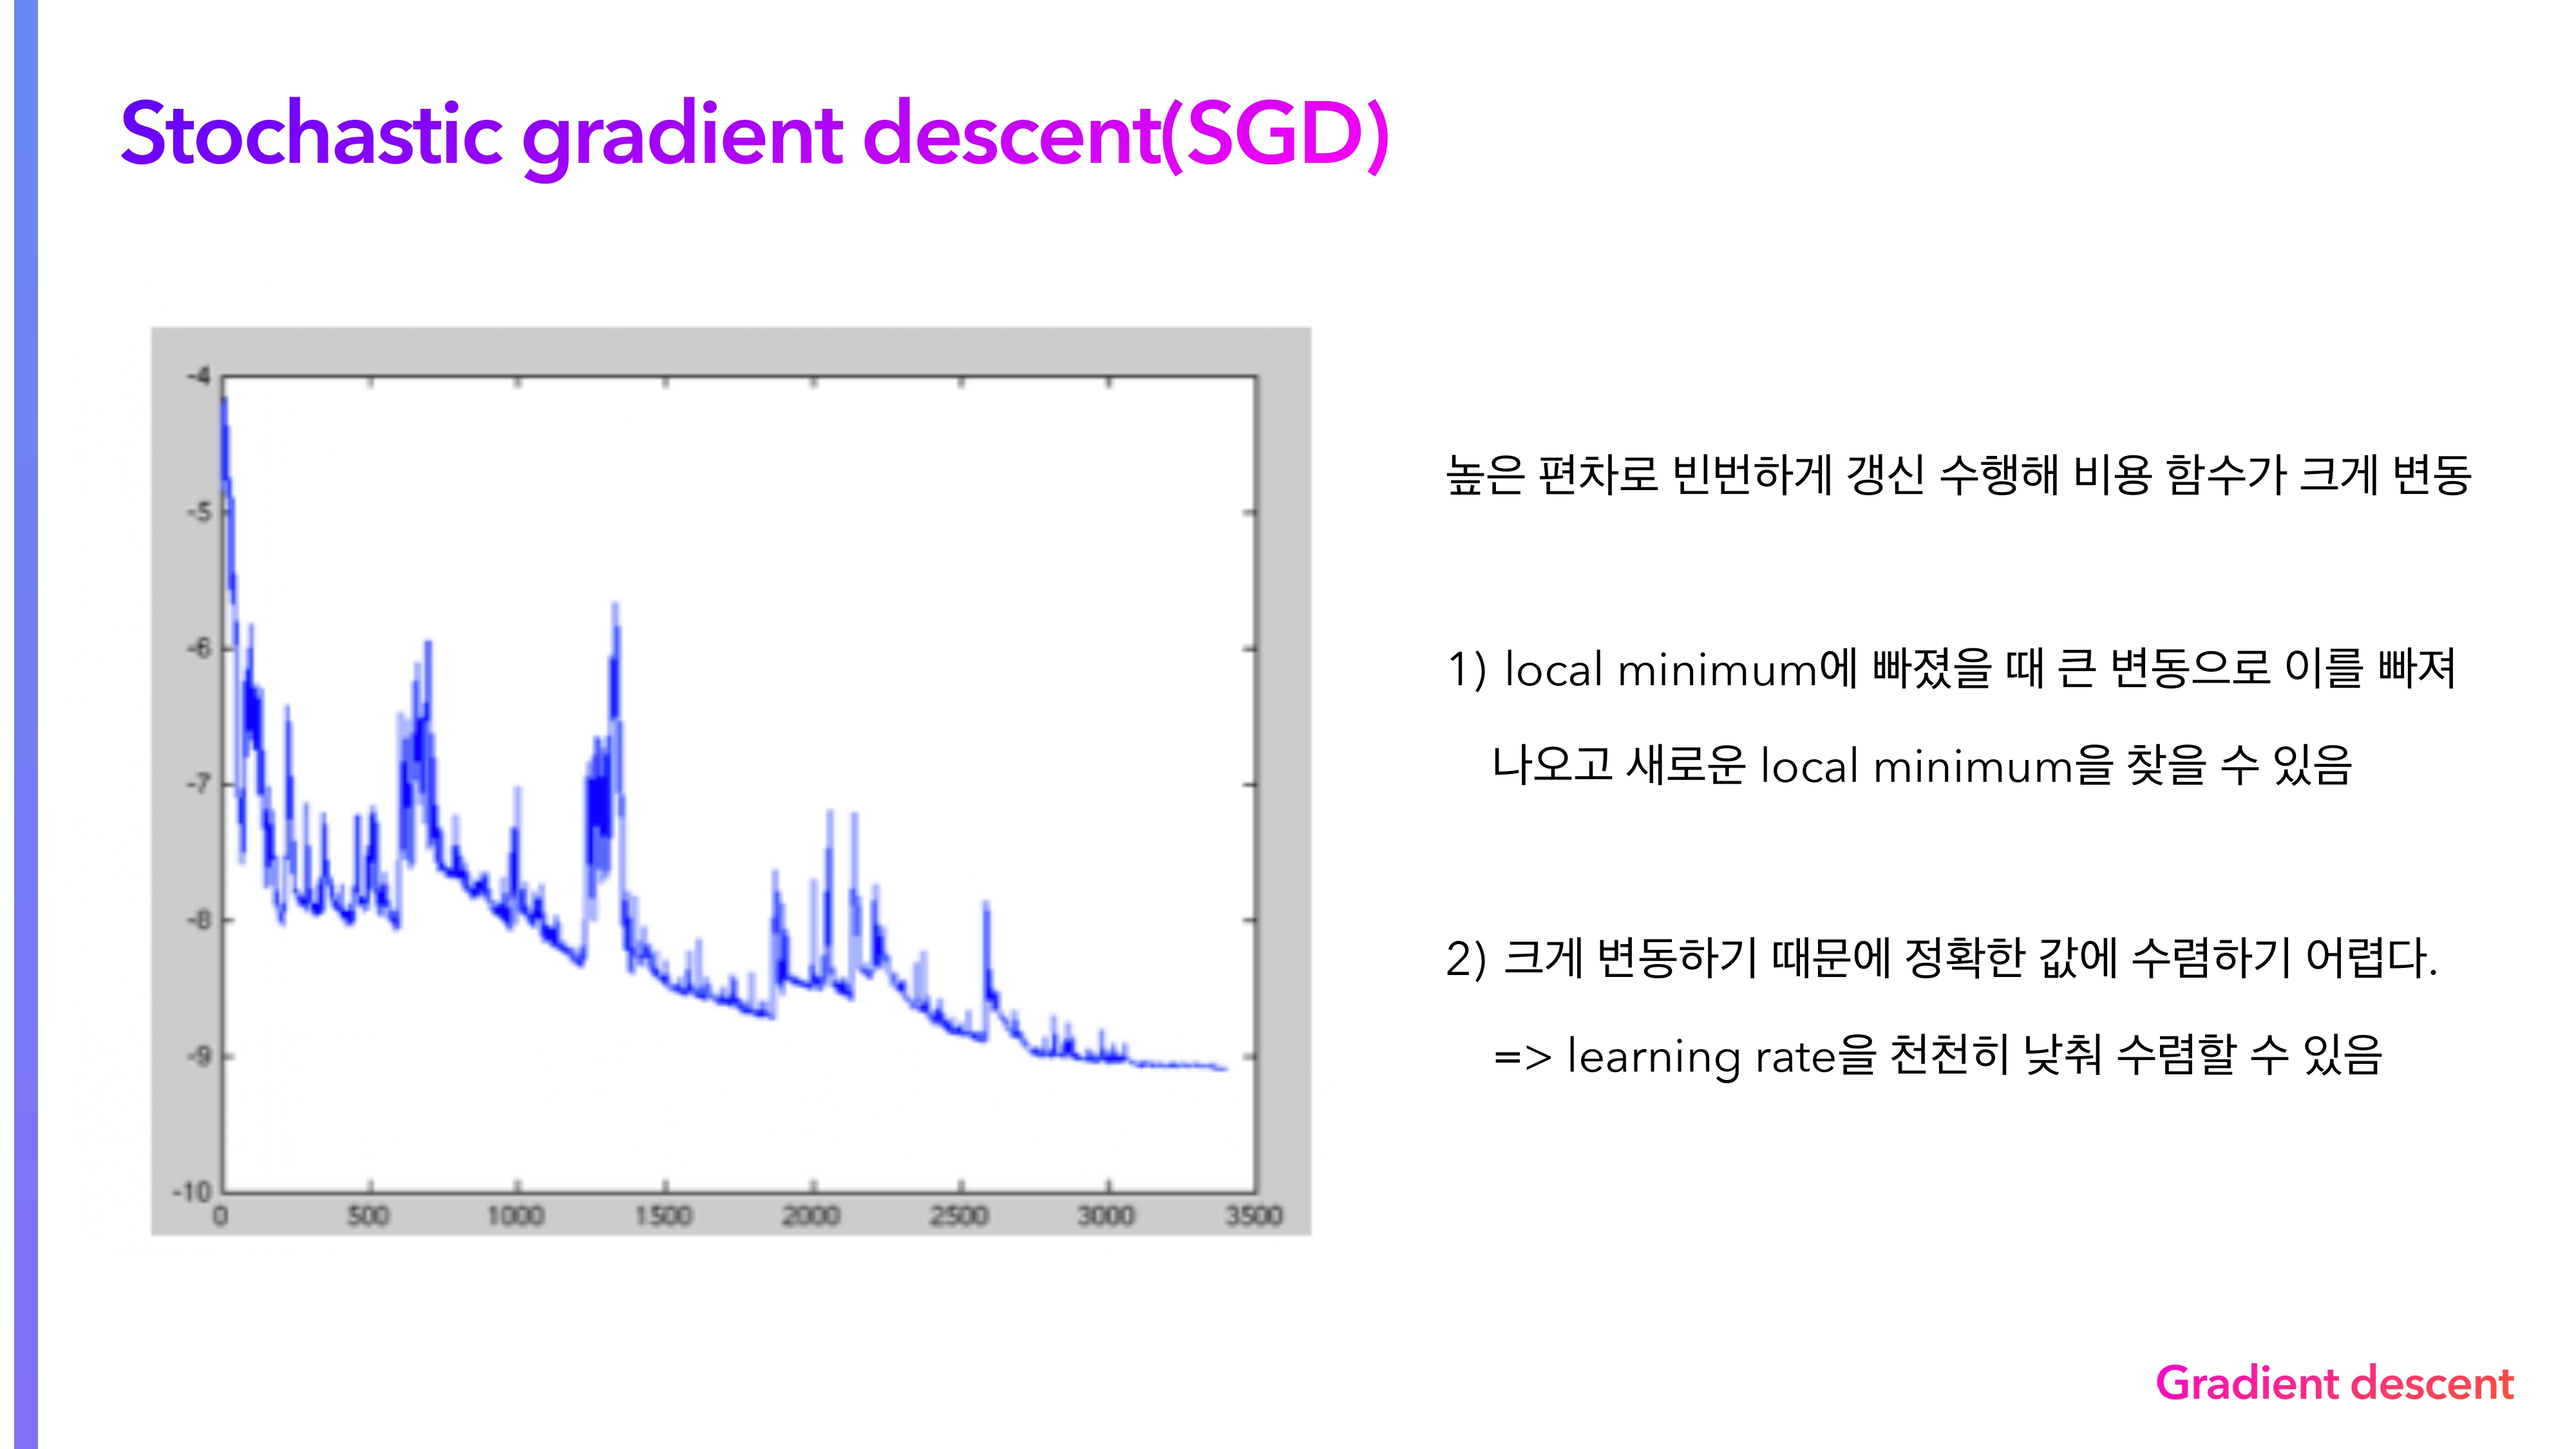 Stochastic gradient descent(SGD)
-4
-5
-6
-7
-8
-9
-10
0 500 1000 1500 2000 2500 3000 3500
높은 편차로 빈번하게 갱신 수행해 비용 함수가 크게 변동
1) local minimum에 빠졌을 때 큰 변동으로 이를 빠져
나오고 새로운 local minimum을 찾을 수 있음
2) 크게 변동하기 때문에 정확한 값에 수렴하기 어렵다.
=> learning rate을 천천히 낮춰 수렴할 수 있음
Gradient descent